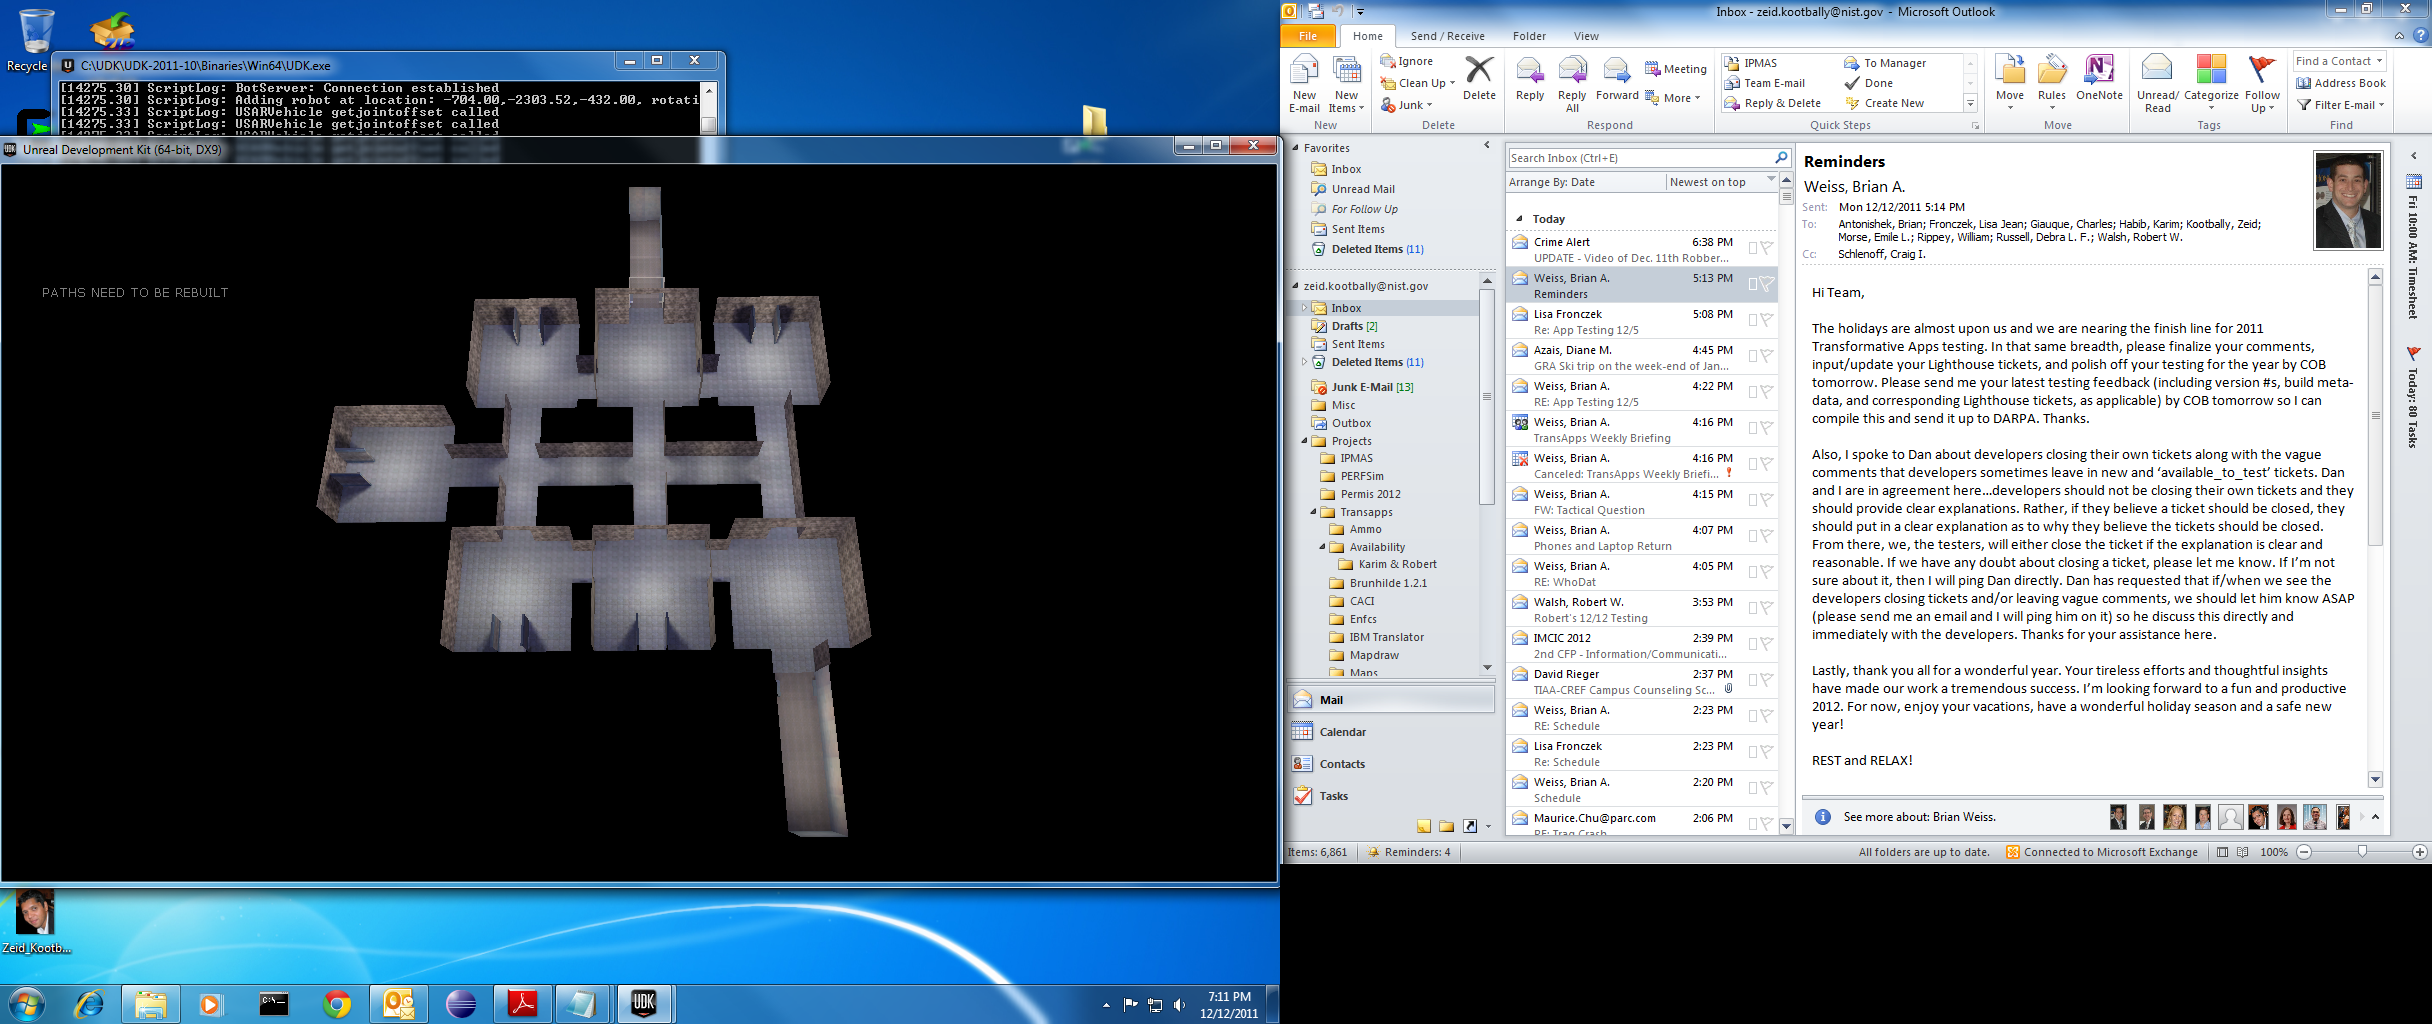 Recycle
C:\UDK\UDK-2011-10\Binaries\Win64\UDK.exe
[14275.30] ScriptLog: BotServer: Connection established
[14275.30] ScriptLog: Adding robot at location: -704.00,-2303.52,-432.00, rotati
[14275.33] ScriptLog: USARVehicle getjointoffset called
[14275.33] ScriptLog: USARVehicle getjointoffset called
Unreal Development Kit (64-bit, DX9)
PATHS NEED TO BE REBUILT
Zeid_Kootb...
UDK
7:11 PM
12/12/2011
Inbox - zeid.kootbally@nist.gov - Microsoft Outlook
File Home Send / Receive Folder View
New E-mail
New Items
New
Ignore
Clean Up
Junk
Delete
Delete
Reply
Reply All
Forward
Meeting
More
Respond
IPMAS
Team E-mail
Reply & Delete
To Manager
Done
Create New
Quick Steps
Move
Rules
OneNote
Move
Unread/ Read
Categorize
Follow Up
Tags
Find a Contact
Address Book
Filter E-mail
Find
Favorites
Inbox
Unread Mail
For Follow Up
Sent Items
Deleted Items (11)
zeid.kootbally@nist.gov
Inbox
Drafts [2]
Sent Items
Deleted Items (11)
Junk E-Mail [13]
Misc
Outbox
Projects
IPMAS
PERFSim
Permis 2012
Transapps
Ammo
Availability
Karim & Robert
Brunhilde 1.2.1
CACI
Enfcs
IBM Translator
Mapdraw
Maps
Mail
Calendar
Contacts
Tasks
Items: 6,861
Reminders: 4
Search Inbox (Ctrl+E)
Arrange By: Date Newest on top
Today
Crime Alert 6:38 PM
UPDATE - Video of Dec. 11th Robber...
Weiss, Brian A. 5:13 PM
Reminders
Lisa Fronczek 5:08 PM
Re: App Testing 12/5
Azais, Diane M. 4:45 PM
GRA Ski trip on the week-end of Jan...
Weiss, Brian A. 4:22 PM
RE: App Testing 12/5
Weiss, Brian A. 4:16 PM
TransApps Weekly Briefing
Weiss, Brian A. 4:16 PM
Canceled: TransApps Weekly Briefi...
Weiss, Brian A. 4:15 PM
FW: Tactical Question
Weiss, Brian A. 4:07 PM
Phones and Laptop Return
Weiss, Brian A. 4:05 PM
RE: WhoDat
Walsh, Robert W. 3:53 PM
Robert's 12/12 Testing
IMCIC 2012 2:39 PM
2nd CFP - Information/Communicati...
David Rieger 2:37 PM
TIAA-CREF Campus Counseling Sc...
Weiss, Brian A. 2:23 PM
RE: Schedule
Lisa Fronczek 2:23 PM
Re: Schedule
Weiss, Brian A. 2:20 PM
Schedule
Maurice.Chu@parc.com 2:06 PM
RE: Trag Crash
Reminders
Weiss, Brian A.
Sent: Mon 12/12/2011 5:14 PM
To: Antonishek, Brian; Fronczek, Lisa Jean; Giauque, Charles; Habib, Karim; Kootbally, Zeid;
Morse, Emile L.; Rippey, William; Russell, Debra L. F.; Walsh, Robert W.
Cc: Schlenoff, Craig I.
Hi Team,
The holidays are almost upon us and we are nearing the finish line for 2011
Transformative Apps testing. In that same breadth, please finalize your comments,
input/update your Lighthouse tickets, and polish off your testing for the year by COB
tomorrow. Please send me your latest testing feedback (including version #s, build meta-
data, and corresponding Lighthouse tickets, as applicable) by COB tomorrow so I can
compile this and send it up to DARPA. Thanks.
Also, I spoke to Dan about developers closing their own tickets along with the vague
comments that developers sometimes leave in new and ‘available_to_test’ tickets. Dan
and I are in agreement here...developers should not be closing their own tickets and they
should provide clear explanations. Rather, if they believe a ticket should be closed, they
should put in a clear explanation as to why they believe the tickets should be closed.
From there, we, the testers, will either close the ticket if the explanation is clear and
reasonable. If we have any doubt about closing a ticket, please let me know. If I’m not
sure about it, then I will ping Dan directly. Dan has requested that if/when we see the
developers closing tickets and/or leaving vague comments, we should let him know ASAP
(please send me an email and I will ping him on it) so he discuss this directly and
immediately with the developers. Thanks for your assistance here.
Lastly, thank you all for a wonderful year. Your tireless efforts and thoughtful insights
have made our work a tremendous success. I’m looking forward to a fun and productive
2012. For now, enjoy your vacations, have a wonderful holiday season and a safe new
year!
REST and RELAX!
See more about: Brian Weiss.
All folders are up to date.
Connected to Microsoft Exchange
100%
Fri 10:00 AM: Timesheet
Today: 80 Tasks